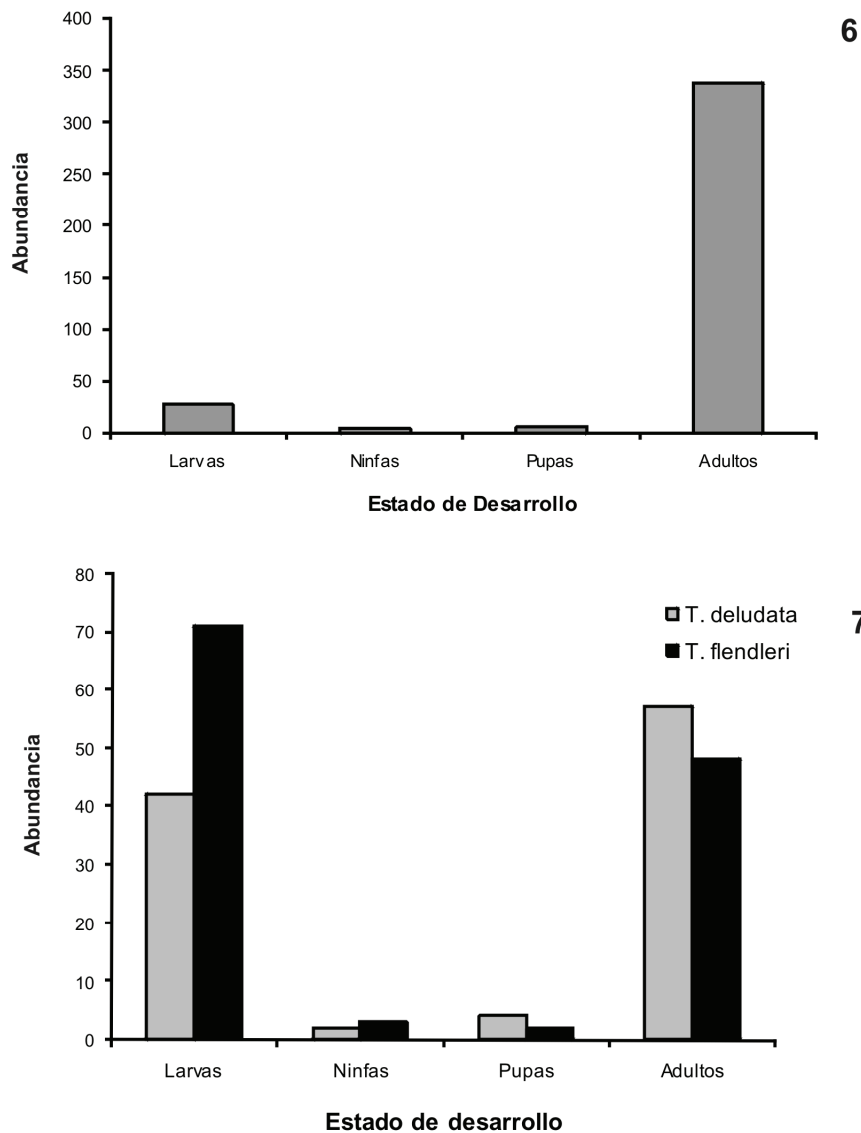 6
400
350
300
250
200
150
100
50
0
Abundancia
Larvas
Ninfas
Pupas
Adultos
Estado de Desarrollo
7
80
70
60
50
40
30
20
10
0
Abundancia
T. deludata
T. flendleri
Larvas
Ninfas
Pupas
Adultos
Estado de desarrollo